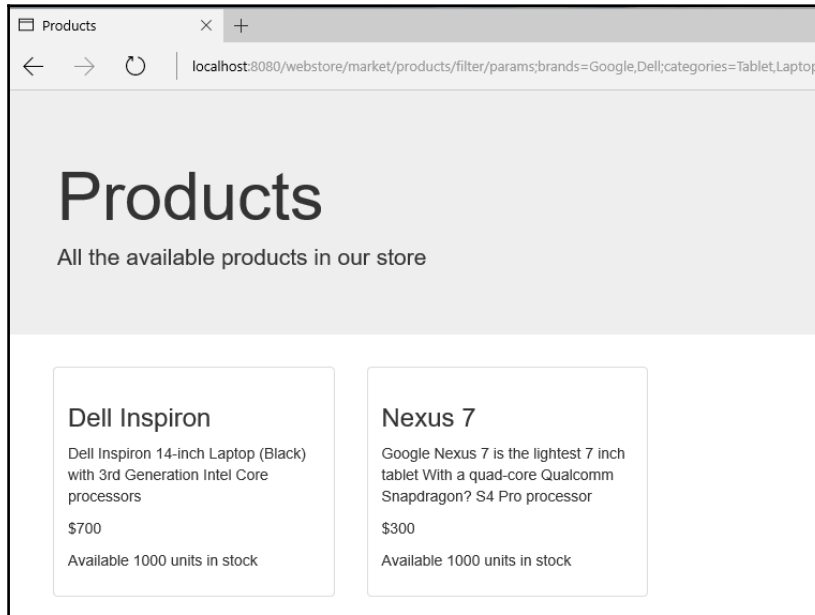 Products
localhost:8080/webstore/market/products/filter/params;brands=Google,Dell;categories=Tablet,Laptop
Products
All the available products in our store
Dell Inspiron
Dell Inspiron 14-inch Laptop (Black)
with 3rd Generation Intel Core
processors
$700
Available 1000 units in stock
Nexus 7
Google Nexus 7 is the lightest 7 inch
tablet With a quad-core Qualcomm
Snapdragon? S4 Pro processor
$300
Available 1000 units in stock